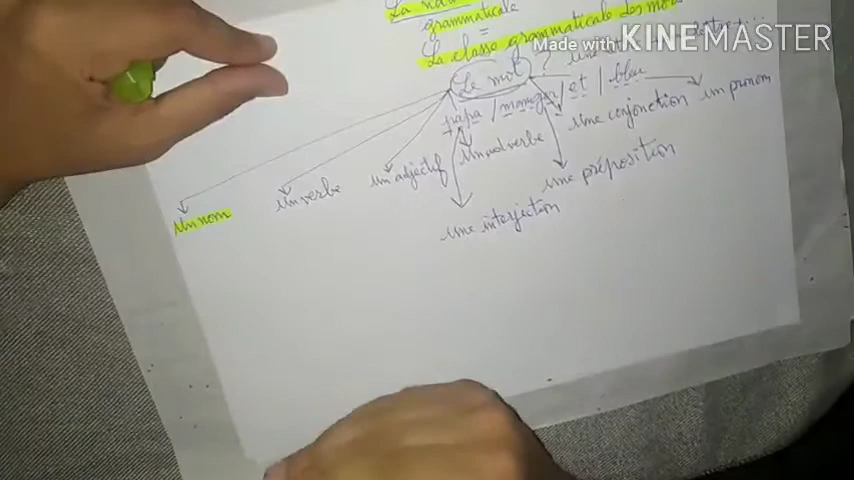 La
grammaticale
=
La classe grammaticale des mots
Made with KINEMASTER
Le mot
papa / manger / et / bleu
un nom
un verbe
un adjectif
un adverbe
une conjonction
un pronom
une interjection
une préposition